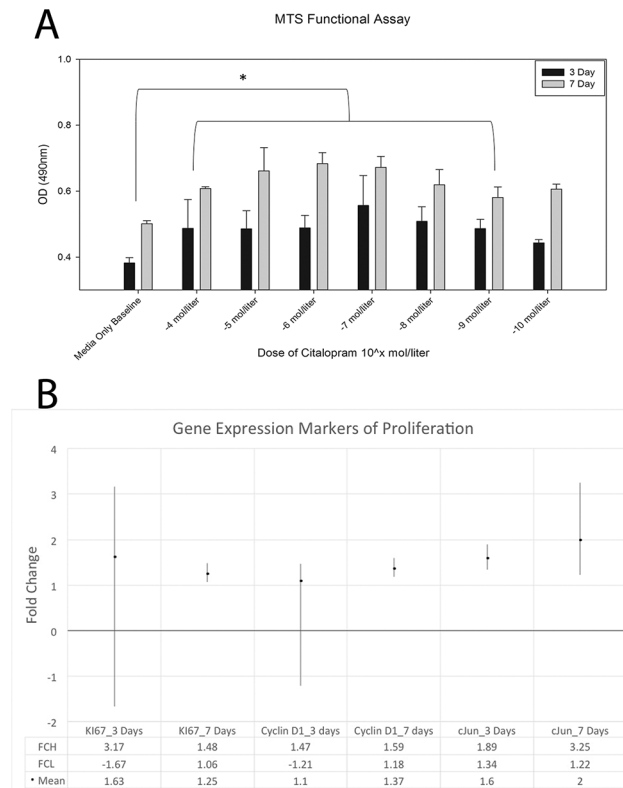 A
MTS Functional Assay
*
3 Day
7 Day
1.0
0.8
0.6
0.4
OD (490nm)
Media Only Baseline
-4 mol/liter
-5 mol/liter
-6 mol/liter
-7 mol/liter
-8 mol/liter
-9 mol/liter
-10 mol/liter
Dose of Citalopram 10^x mol/liter
B
Gene Expression Markers of Proliferation
4
3
2
1
0
-1
-2
Fold Change
KI67_3 Days KI67_7 Days Cyclin D1_3 days Cyclin D1_7 days cJun_3 Days cJun_7 Days
FCH 3.17 1.48 1.47 1.59 1.89 3.25
FCL -1.67 1.06 -1.21 1.18 1.34 1.22
Mean 1.63 1.25 1.1 1.37 1.6 2